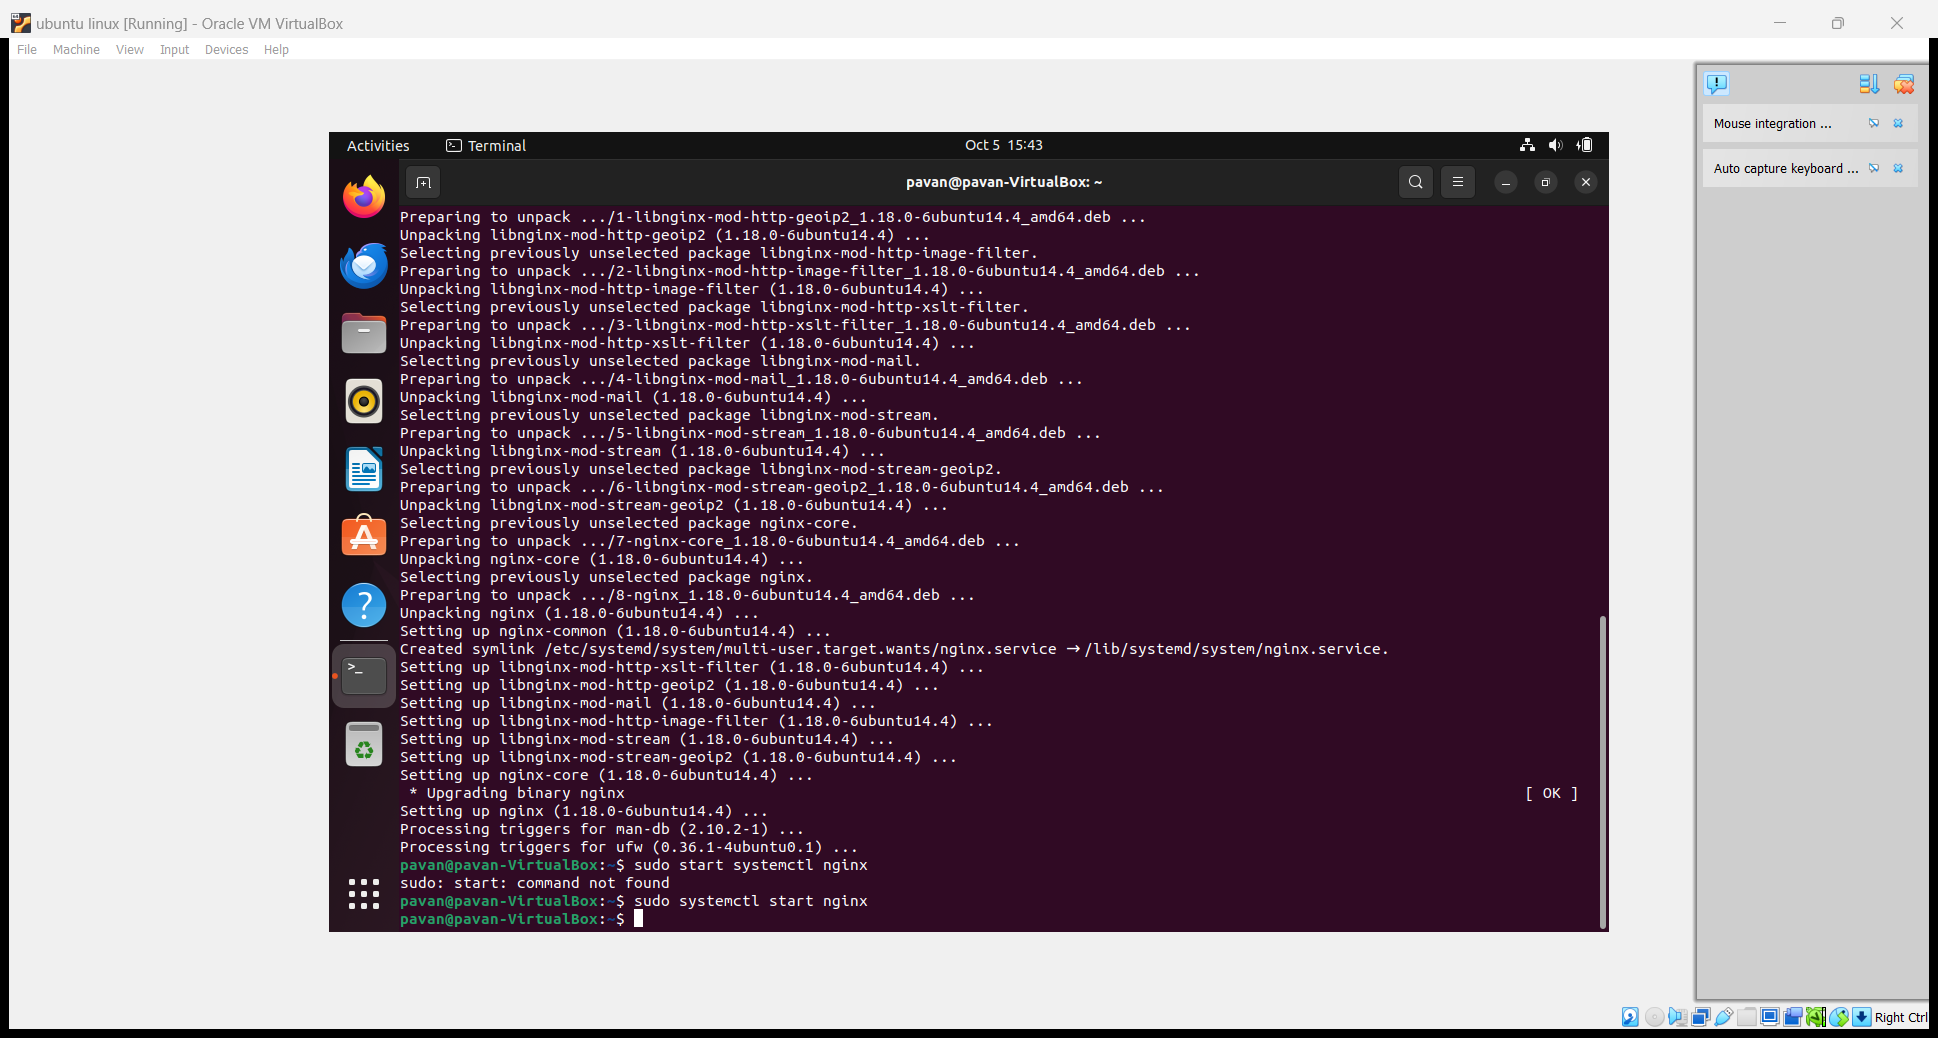 ubuntu linux [Running] - Oracle VM VirtualBox
File Machine View Input Devices Help
Mouse integration ...
Auto capture keyboard ...
Activities Terminal Oct 5 15:43
pavan@pavan-VirtualBox: ~
Preparing to unpack .../1-libnginx-mod-http-geoip2_1.18.0-6ubuntu14.4_amd64.deb ...
Unpacking libnginx-mod-http-geoip2 (1.18.0-6ubuntu14.4) ...
Selecting previously unselected package libnginx-mod-http-image-filter.
Preparing to unpack .../2-libnginx-mod-http-image-filter_1.18.0-6ubuntu14.4_amd64.deb ...
Unpacking libnginx-mod-http-image-filter (1.18.0-6ubuntu14.4) ...
Selecting previously unselected package libnginx-mod-http-xslt-filter.
Preparing to unpack .../3-libnginx-mod-http-xslt-filter_1.18.0-6ubuntu14.4_amd64.deb ...
Unpacking libnginx-mod-http-xslt-filter (1.18.0-6ubuntu14.4) ...
Selecting previously unselected package libnginx-mod-mail.
Preparing to unpack .../4-libnginx-mod-mail_1.18.0-6ubuntu14.4_amd64.deb ...
Unpacking libnginx-mod-mail (1.18.0-6ubuntu14.4) ...
Selecting previously unselected package libnginx-mod-stream.
Preparing to unpack .../5-libnginx-mod-stream_1.18.0-6ubuntu14.4_amd64.deb ...
Unpacking libnginx-mod-stream (1.18.0-6ubuntu14.4) ...
Selecting previously unselected package libnginx-mod-stream-geoip2.
Preparing to unpack .../6-libnginx-mod-stream-geoip2_1.18.0-6ubuntu14.4_amd64.deb ...
Unpacking libnginx-mod-stream-geoip2 (1.18.0-6ubuntu14.4) ...
Selecting previously unselected package nginx-core.
Preparing to unpack .../7-nginx-core_1.18.0-6ubuntu14.4_amd64.deb ...
Unpacking nginx-core (1.18.0-6ubuntu14.4) ...
Selecting previously unselected package nginx.
Preparing to unpack .../8-nginx_1.18.0-6ubuntu14.4_amd64.deb ...
Unpacking nginx (1.18.0-6ubuntu14.4) ...
Setting up nginx-common (1.18.0-6ubuntu14.4) ...
Created symlink /etc/systemd/system/multi-user.target.wants/nginx.service → /lib/systemd/system/nginx.service.
Setting up libnginx-mod-http-xslt-filter (1.18.0-6ubuntu14.4) ...
Setting up libnginx-mod-http-geoip2 (1.18.0-6ubuntu14.4) ...
Setting up libnginx-mod-mail (1.18.0-6ubuntu14.4) ...
Setting up libnginx-mod-http-image-filter (1.18.0-6ubuntu14.4) ...
Setting up libnginx-mod-stream (1.18.0-6ubuntu14.4) ...
Setting up libnginx-mod-stream-geoip2 (1.18.0-6ubuntu14.4) ...
Setting up nginx-core (1.18.0-6ubuntu14.4) ...
* Upgrading binary nginx [ OK ]
Setting up nginx (1.18.0-6ubuntu14.4) ...
Processing triggers for man-db (2.10.2-1) ...
Processing triggers for ufw (0.36.1-4ubuntu0.1) ...
pavan@pavan-VirtualBox:~$ sudo start systemctl nginx
sudo: start: command not found
pavan@pavan-VirtualBox:~$ sudo systemctl start nginx
pavan@pavan-VirtualBox:~$
Right Ctrl